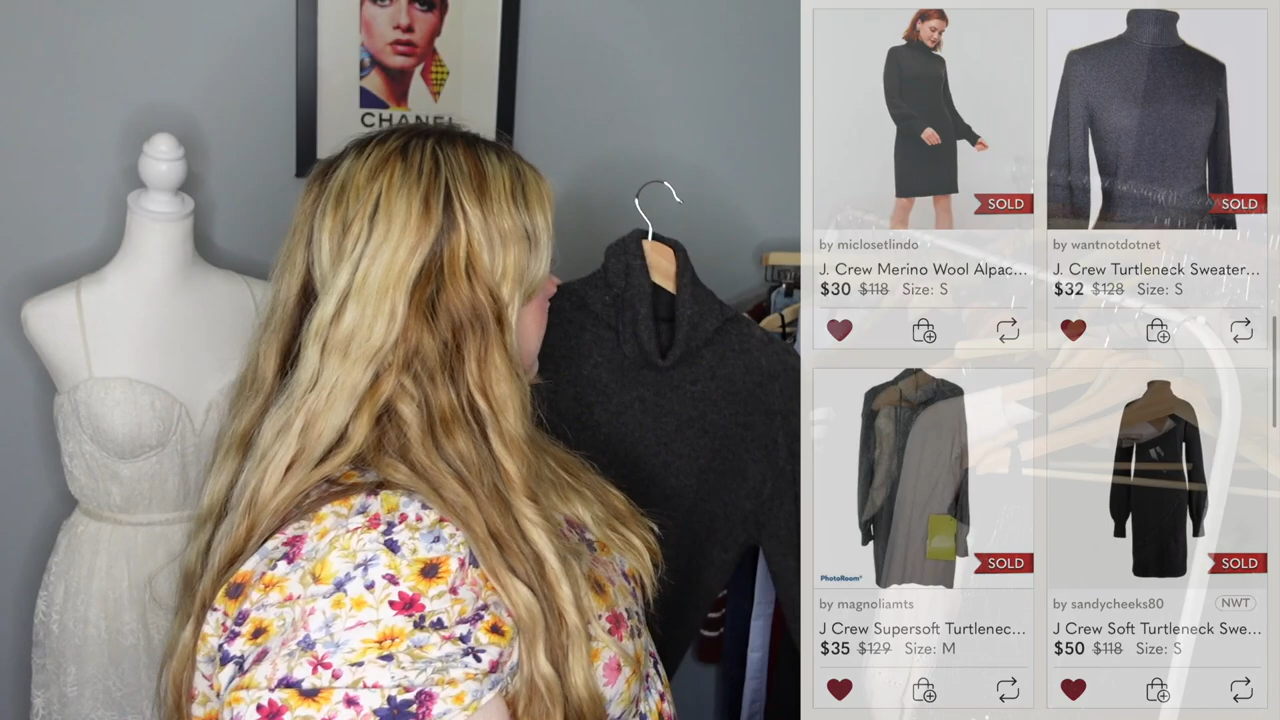 CHANEL
SOLD
SOLD
by miclosetlindo
by wantnotdotnet
J. Crew Merino Wool Alpac...
J. Crew Turtleneck Sweater...
$30 $118 Size: S
$32 $128 Size: S
SOLD
SOLD
PhotoRoom
by magnoliamts
by sandycheeks80
NWT
J Crew Supersoft Turtlenec...
J Crew Soft Turtleneck Swe...
$35 $129 Size: M
$50 $118 Size: S